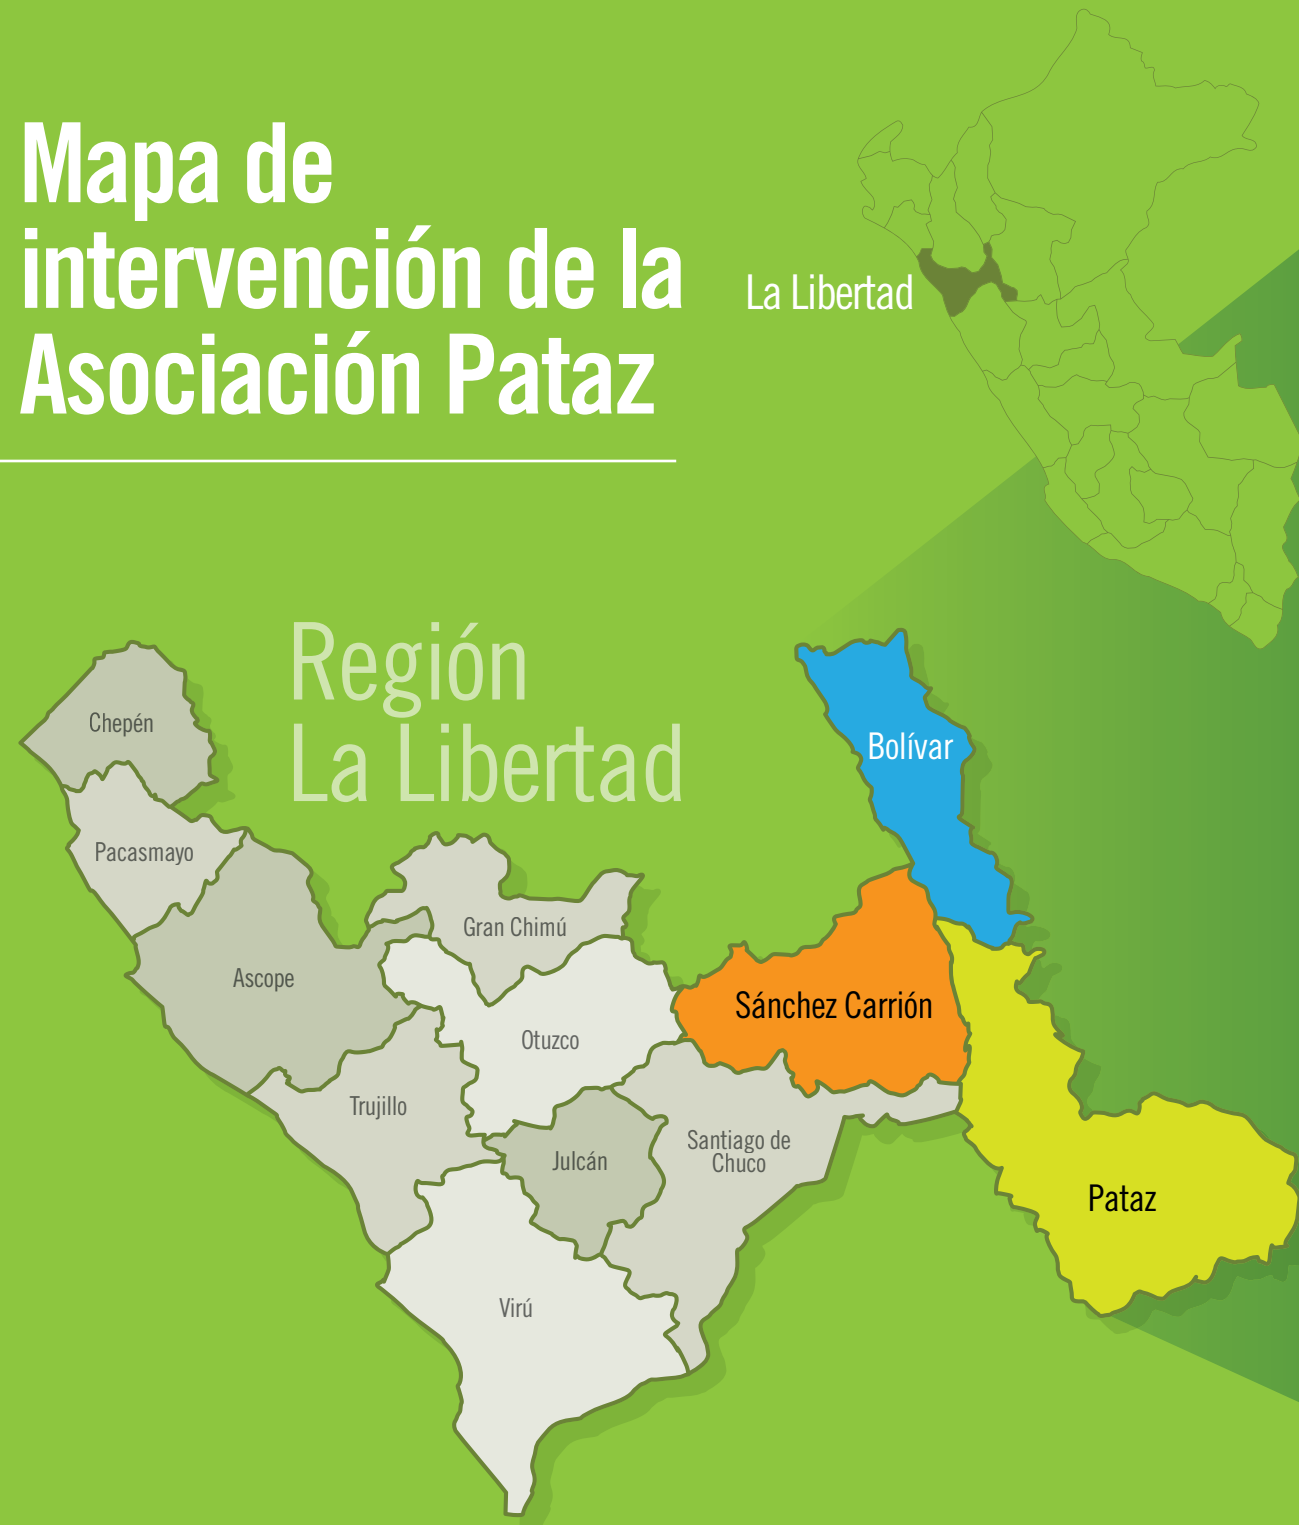 Mapa de
intervención de la
Asociación Pataz
La Libertad
Región
La Libertad
Chepén
Pacasmayo
Ascope
Gran Chimú
Otuzco
Trujillo
Julcán
Santiago de
Chuco
Virú
Bolívar
Sánchez Carrión
Pataz